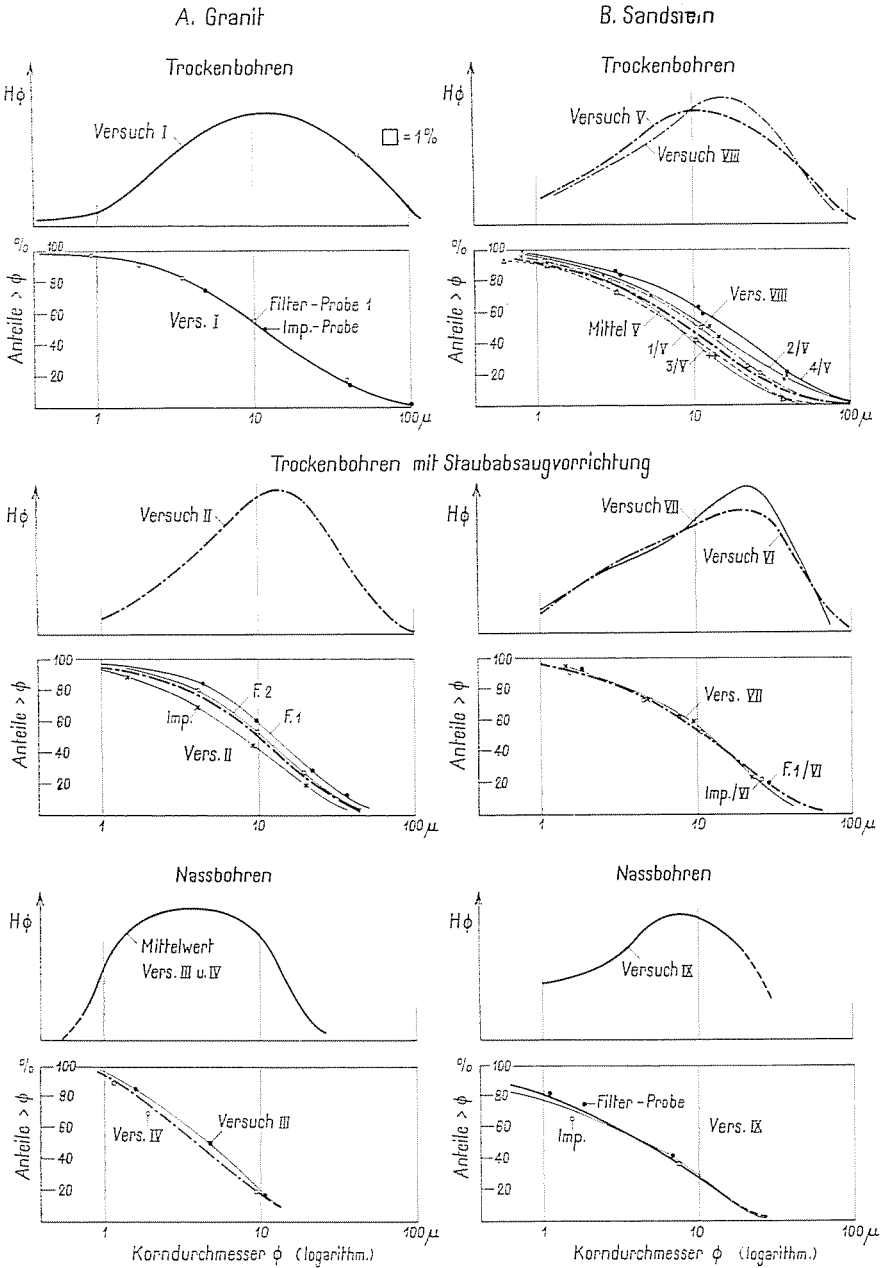 A. Granit
B. Sandstein
Trockenbohren
Hϕ
Versuch I
= 1%
Trockenbohren
Hϕ
Versuch V
Versuch VIII
%
Anteile > ϕ
100
80
60
40
20
Vers. I
Filter-Probe 1
Imp.-Probe
1
10
100 μ
%
Anteile > ϕ
100
80
60
40
20
Vers. VIII
Mittel V
1/V
3/V
2/V
4/V
1
10
100 μ
Trockenbohren mit Staubabsaugvorrichtung
Hϕ
Versuch II
Hϕ
Versuch VII
Versuch VI
Anteile > ϕ
100
80
60
40
20
Imp.
Vers. II
F. 2
F. 1
1
10
100 μ
Anteile > ϕ
100
80
60
40
20
Vers. VII
F.1/VI
Imp./VI
1
10
100 μ
Nassbohren
Hϕ
Mittelwert
Vers. III u. IV
Nassbohren
Hϕ
Versuch IX
%
Anteile > ϕ
100
80
60
40
20
Vers. IV
Versuch III
1
10
100 μ
Korndurchmesser ϕ (logarithm.)
%
Anteile > ϕ
100
80
60
40
20
Filter-Probe
Imp.
Vers. IX
1
10
100 μ
Korndurchmesser ϕ (logarithm.)